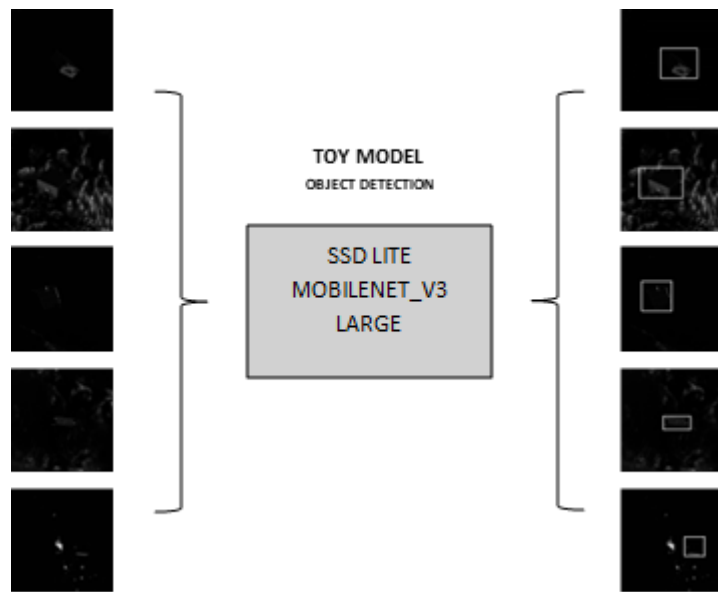 TOY MODEL
OBJECT DETECTION
SSD LITE
MOBILENET_V3
LARGE